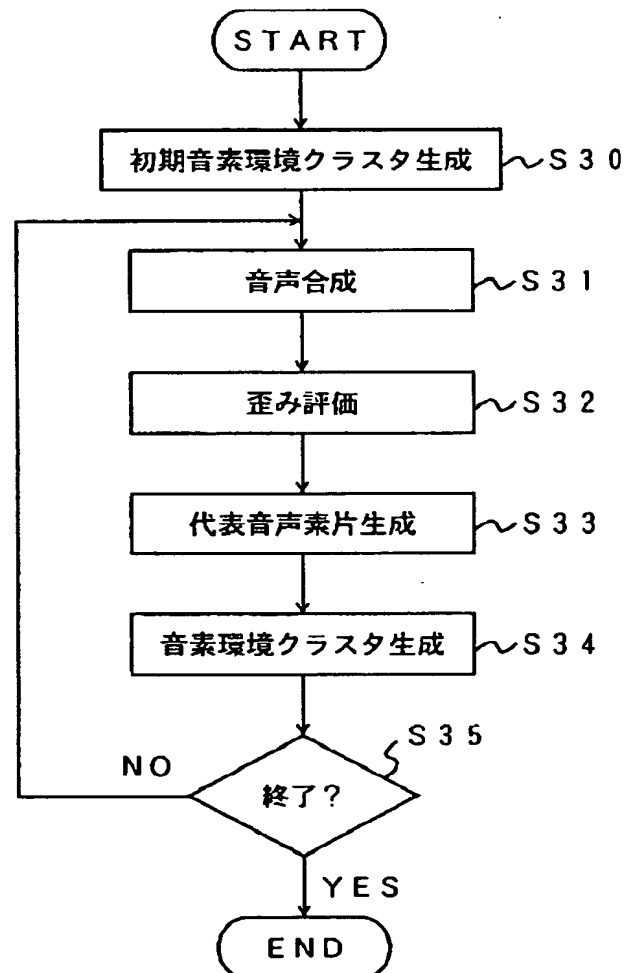 START
初期音素環境クラスタ生成 S30
音声合成 S31
歪み評価 S32
代表音声素片生成 S33
音素環境クラスタ生成 S34
S35
NO
終了?
YES
END